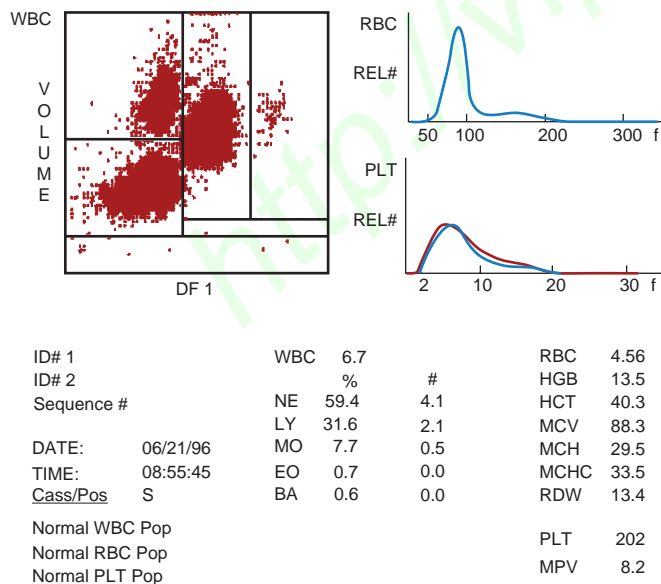 WBC
VOLUME
DF 1
RBC
REL#
50 100 200 300 f
PLT
REL#
2 10 20 30 f
ID# 1
ID# 2
Sequence #
DATE: 06/21/96
TIME: 08:55:45
Cass/Pos S
Normal WBC Pop
Normal RBC Pop
Normal PLT Pop
WBC 6.7
% #
NE 59.4 4.1
LY 31.6 2.1
MO 7.7 0.5
EO 0.7 0.0
BA 0.6 0.0
RBC 4.56
HGB 13.5
HCT 40.3
MCV 88.3
MCH 29.5
MCHC 33.5
RDW 13.4
PLT 202
MPV 8.2
http://vip